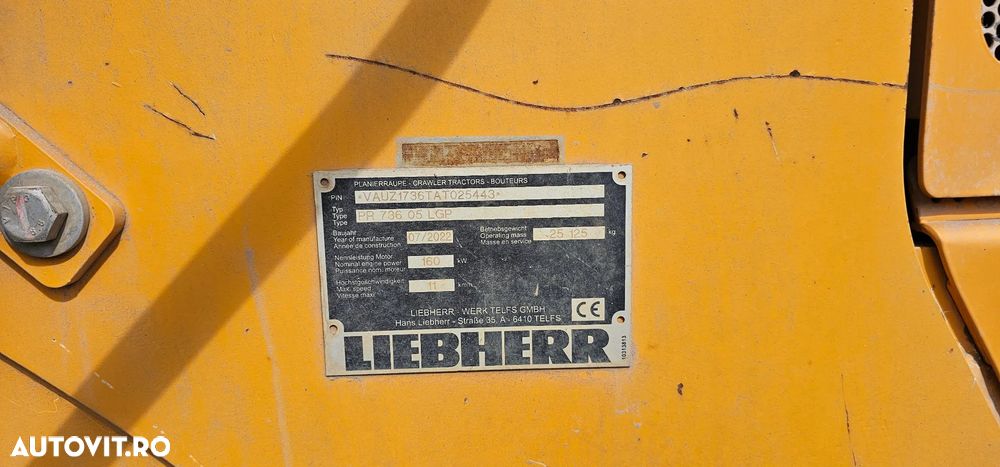 PLANIERRAUPE - CRAWLER TRACTORS - BOUTEURS
PIN *VAUZ1736TAT025443*
Typ
Type
Type
PR 736 05 LGP
Baujahr
Year of manufacture
Année de construction
07/2022
Betriebsgewicht
Operating mass
Masse en service
25 125 kg
Nennleistung Motor
Nominal engine power
Puissance nom. moteur
160 kW
Höchstgeschwindigkeit
Max. speed
Vitesse maxi
11 km/h
LIEBHERR - WERK TELFS GMBH
Hans Liebherr - Straße 35, A - 6410 TELFS
CE
LIEBHERR
10313813
AUTOVIT.RO